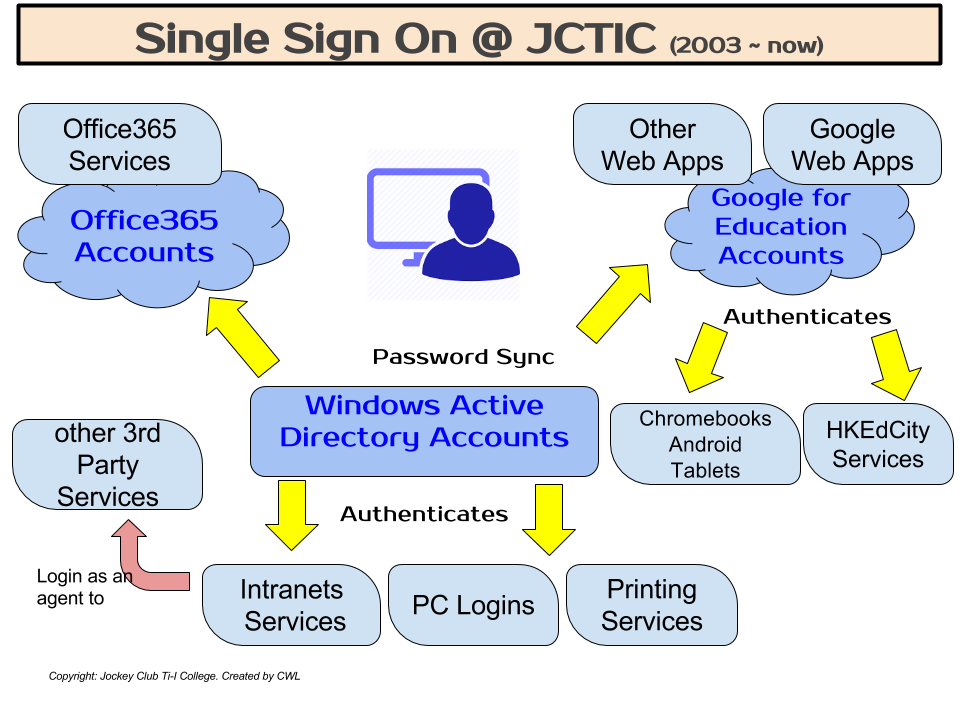 Single Sign On @ JCTIC (2003 ~ now)
Office365
Services
Other
Web Apps
Google
Web Apps
Office365
Accounts
Google for
Education
Accounts
Authenticates
Password Sync
Windows Active
Directory Accounts
Chromebooks
Android
Tablets
HKEdCity
Services
other 3rd
Party
Services
Authenticates
Login as an
agent to
Intranets
Services
PC Logins
Printing
Services
Copyright: Jockey Club Ti-I College. Created by CWL